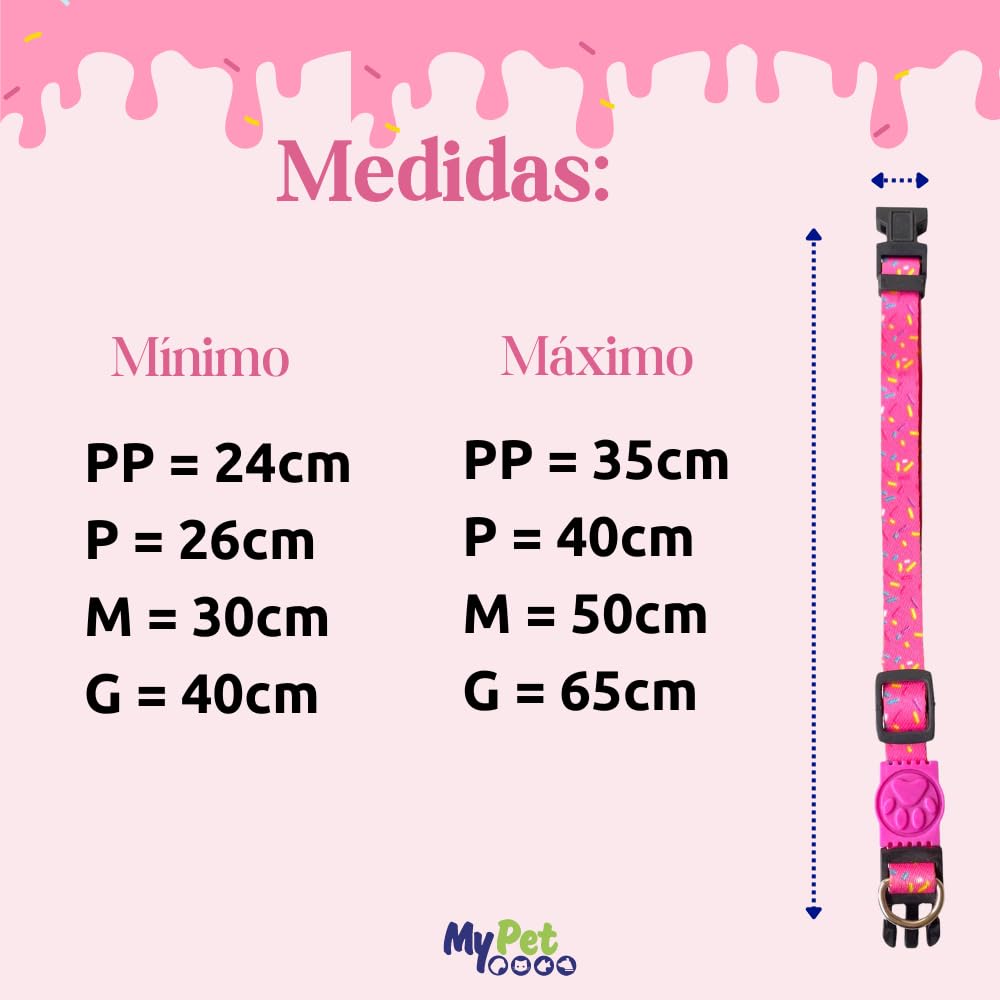 Medidas:
Mínimo
PP = 24cm
P = 26cm
M = 30cm
G = 40cm
Máximo
PP = 35cm
P = 40cm
M = 50cm
G = 65cm
MyPet